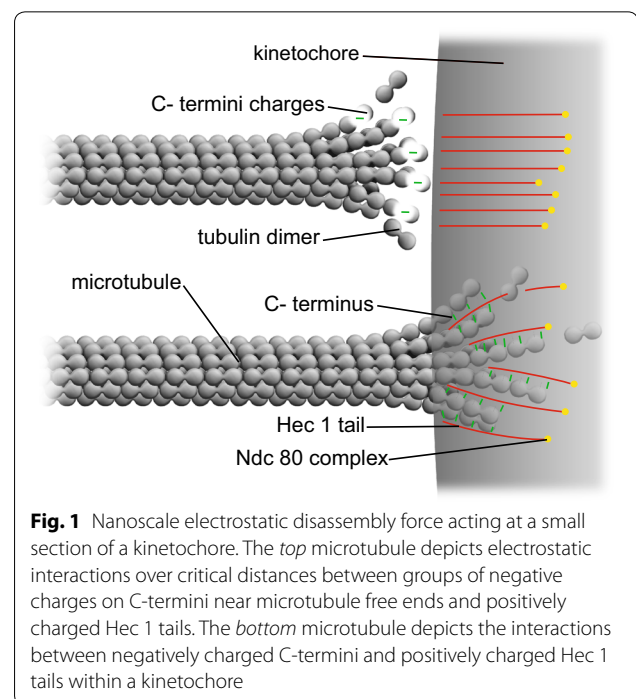 kinetochore
C- termini charges
tubulin dimer
microtubule
C- terminus
Hec 1 tail
Ndc 80 complex
Fig. 1 Nanoscale electrostatic disassembly force acting at a small
section of a kinetochore. The top microtubule depicts electrostatic
interactions over critical distances between groups of negative
charges on C-termini near microtubule free ends and positively
charged Hec 1 tails. The bottom microtubule depicts the interactions
between negatively charged C-termini and positively charged Hec 1
tails within a kinetochore